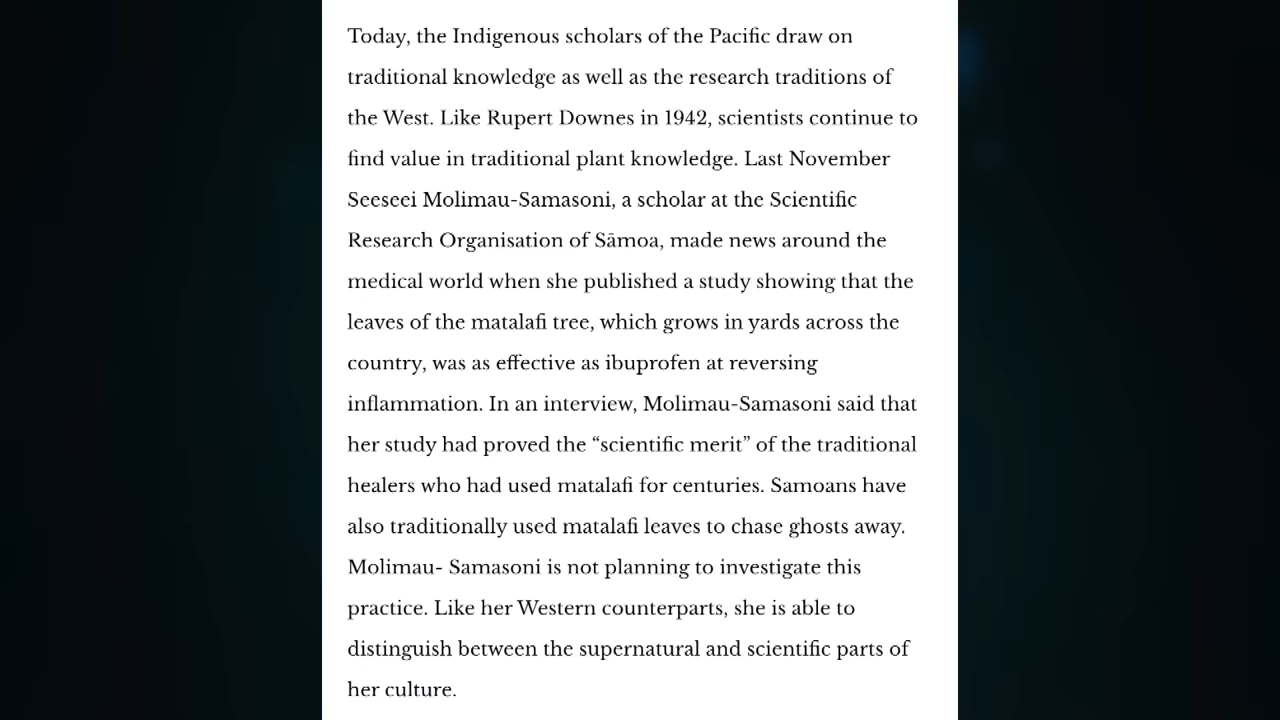 Today, the Indigenous scholars of the Pacific draw on
traditional knowledge as well as the research traditions of
the West. Like Rupert Downes in 1942, scientists continue to
find value in traditional plant knowledge. Last November
Seeseei Molimau-Samasoni, a scholar at the Scientific
Research Organisation of Sāmoa, made news around the
medical world when she published a study showing that the
leaves of the matalafi tree, which grows in yards across the
country, was as effective as ibuprofen at reversing
inflammation. In an interview, Molimau-Samasoni said that
her study had proved the “scientific merit” of the traditional
healers who had used matalafi for centuries. Samoans have
also traditionally used matalafi leaves to chase ghosts away.
Molimau- Samasoni is not planning to investigate this
practice. Like her Western counterparts, she is able to
distinguish between the supernatural and scientific parts of
her culture.